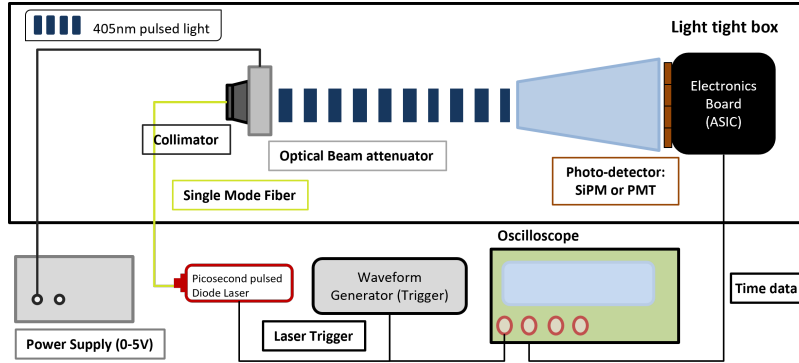 405nm pulsed light
Light tight box
Electronics
Board
(ASIC)
Collimator
Optical Beam attenuator
Single Mode Fiber
Photo-detector:
SiPM or PMT
Oscilloscope
Picosecond pulsed
Diode Laser
Waveform
Generator (Trigger)
Time data
Laser Trigger
Power Supply (0-5V)